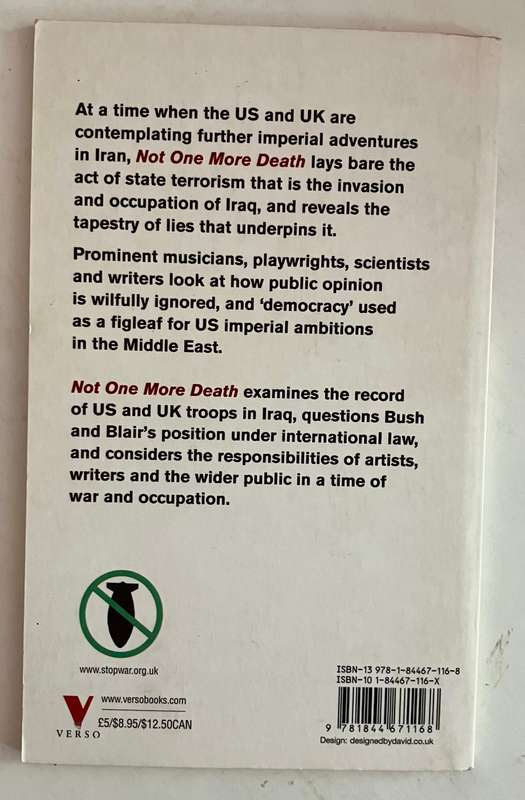 At a time when the US and UK are
contemplating further imperial adventures
in Iran, Not One More Death lays bare the
act of state terrorism that is the invasion
and occupation of Iraq, and reveals the
tapestry of lies that underpins it.
Prominent musicians, playwrights, scientists
and writers look at how public opinion
is wilfully ignored, and ‘democracy’ used
as a figleaf for US imperial ambitions
in the Middle East.
Not One More Death examines the record
of US and UK troops in Iraq, questions Bush
and Blair’s position under international law,
and considers the responsibilities of artists,
writers and the wider public in a time of
war and occupation.
www.stopwar.org.uk
V
VERSO
www.versobooks.com
£5/$8.95/$12.50CAN
ISBN-13 978-1-84467-116-8
ISBN-10 1-84467-116-X
9 781844 671168
Design: designedbydavid.co.uk